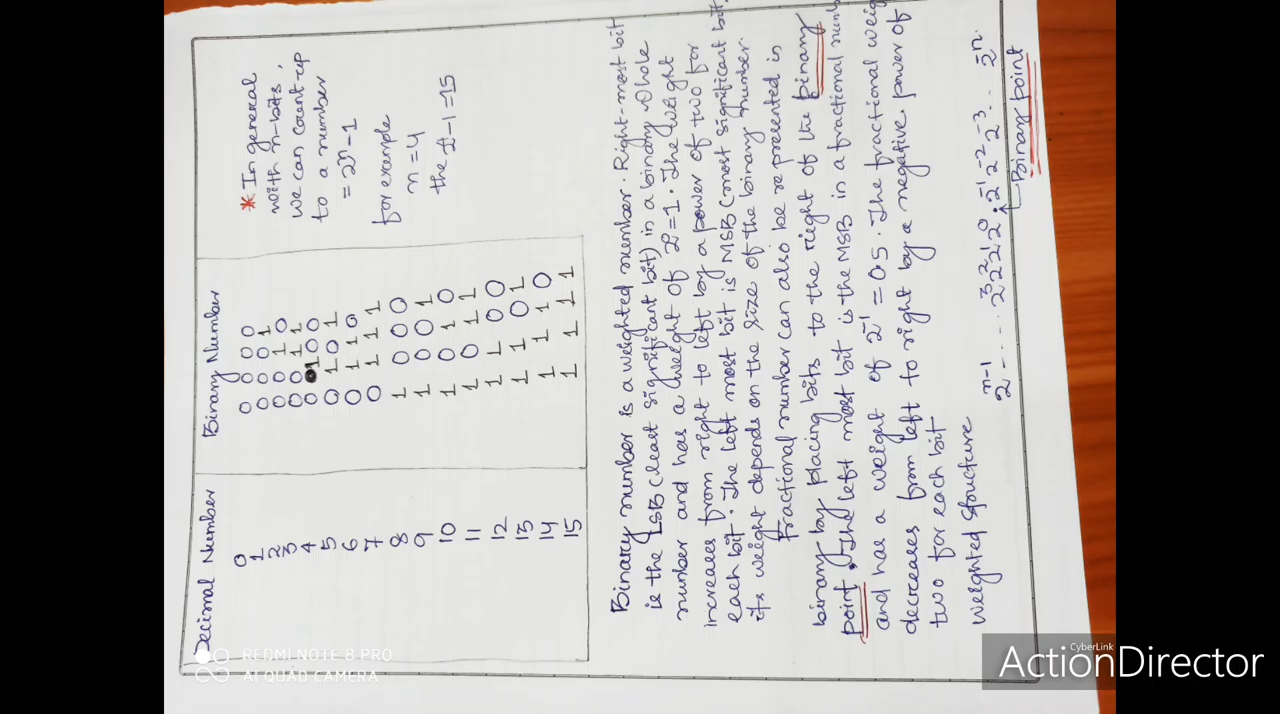 Decimal Number Binary Number
0 0 0 0 0
1 0 0 0 1
2 0 0 1 0
3 0 0 1 1
4 0 1 0 0
5 0 1 0 1
6 0 1 1 0
7 0 1 1 1
8 1 0 0 0
9 1 0 0 1
10 1 0 1 0
11 1 0 1 1
12 1 1 0 0
13 1 1 0 1
14 1 1 1 0
15 1 1 1 1
* In general
with n-bits,
we can count-up
to a number
= 2ⁿ-1
for example
n=4
the 2⁴-1=15
Binary number is a weighted number. Right-most bit
is the LSB (least significant bit) in a binary whole
number and has a weight of 2⁰=1. The weight
increases from right to left by a power of two for
each bit. The left most bit is MSB (most significant bit.
its weight depends on the size of the binary number
Fractional number can also be represented is
binary by placing bits to the right of the binary
point. The left most bit is the MSB in a fractional numb
and has a weight of 2⁻¹=0.5. The fractional weig
decreases from left to right by a negative power of
two for each bit
Weighted structure
2ⁿ⁻¹ - . . . . 2³ 2² 2¹ 2⁰ . 2⁻¹ 2⁻² 2⁻³ . . . 2⁻ⁿ
Binary point
REDMI NOTE 8 PRO
AI QUAD CAMERA
CyberLink
ActionDirector